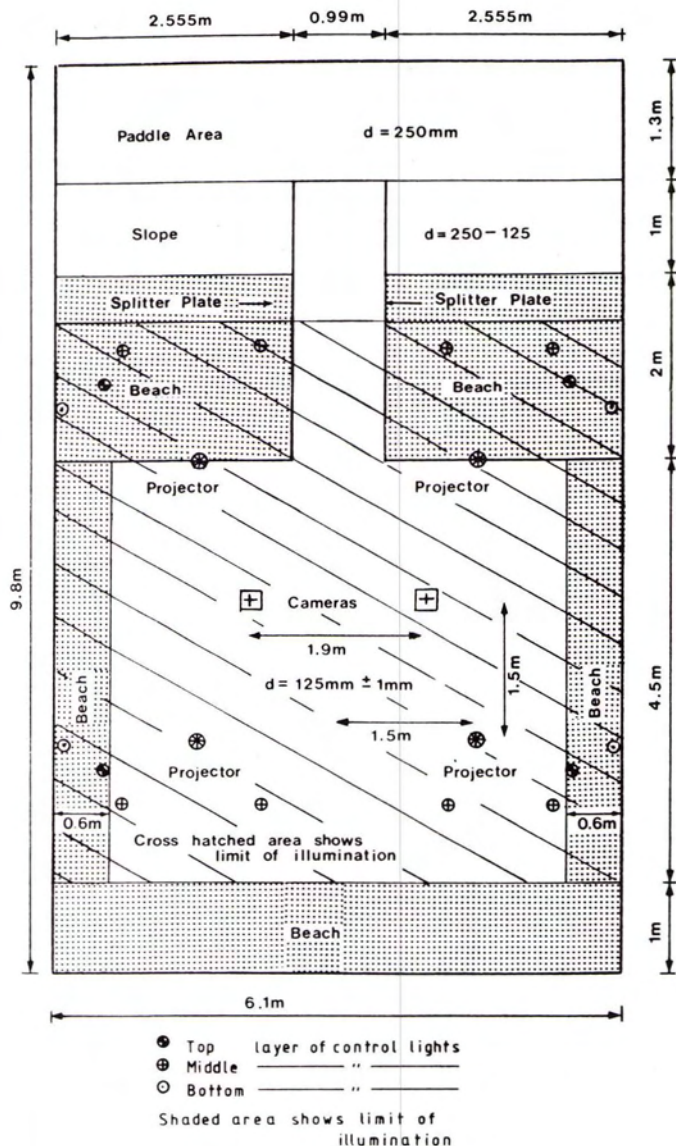 2.555m 0.99m 2.555m
Paddle Area d = 250mm
1.3m
Slope d = 250 - 125
1m
Splitter Plate Splitter Plate
2m
Beach Beach
Projector Projector
9.8m
Cameras
1.9m
1.5m
d = 125mm ± 1mm
4.5m
Beach Beach
1.5m
Projector Projector
0.6m 0.6m
Cross hatched area shows
limit of illumination
Beach
1m
6.1m
Top layer of control lights
Middle "  "
Bottom "  "
Shaded area shows limit of
illumination